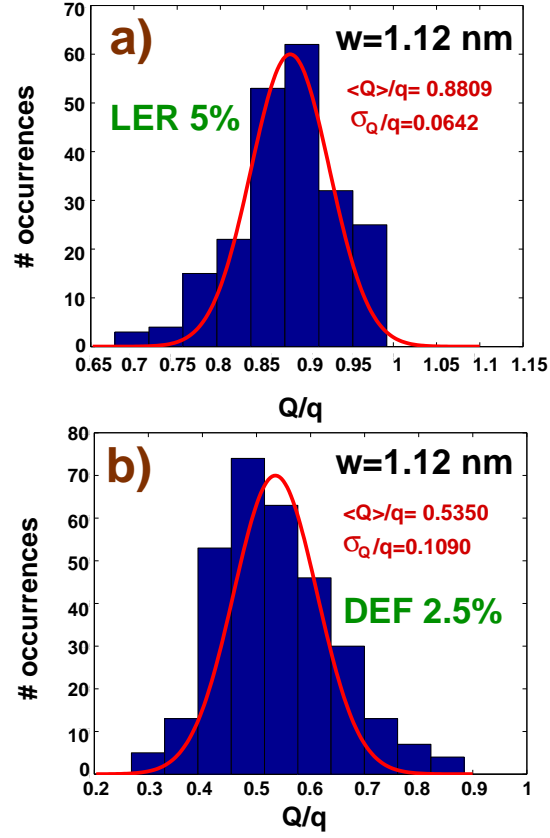 70
60
50
40
30
20
10
0
# occurrences
a)
w=1.12 nm
LER 5%
<Q>/q= 0.8809
σQ/q=0.0642
0.65 0.7 0.75 0.8 0.85 0.9 0.95 1 1.05 1.1 1.15
Q/q
80
70
60
50
40
30
20
10
0
# occurrences
b)
w=1.12 nm
<Q>/q= 0.5350
σQ/q=0.1090
DEF 2.5%
0.2 0.3 0.4 0.5 0.6 0.7 0.8 0.9 1
Q/q